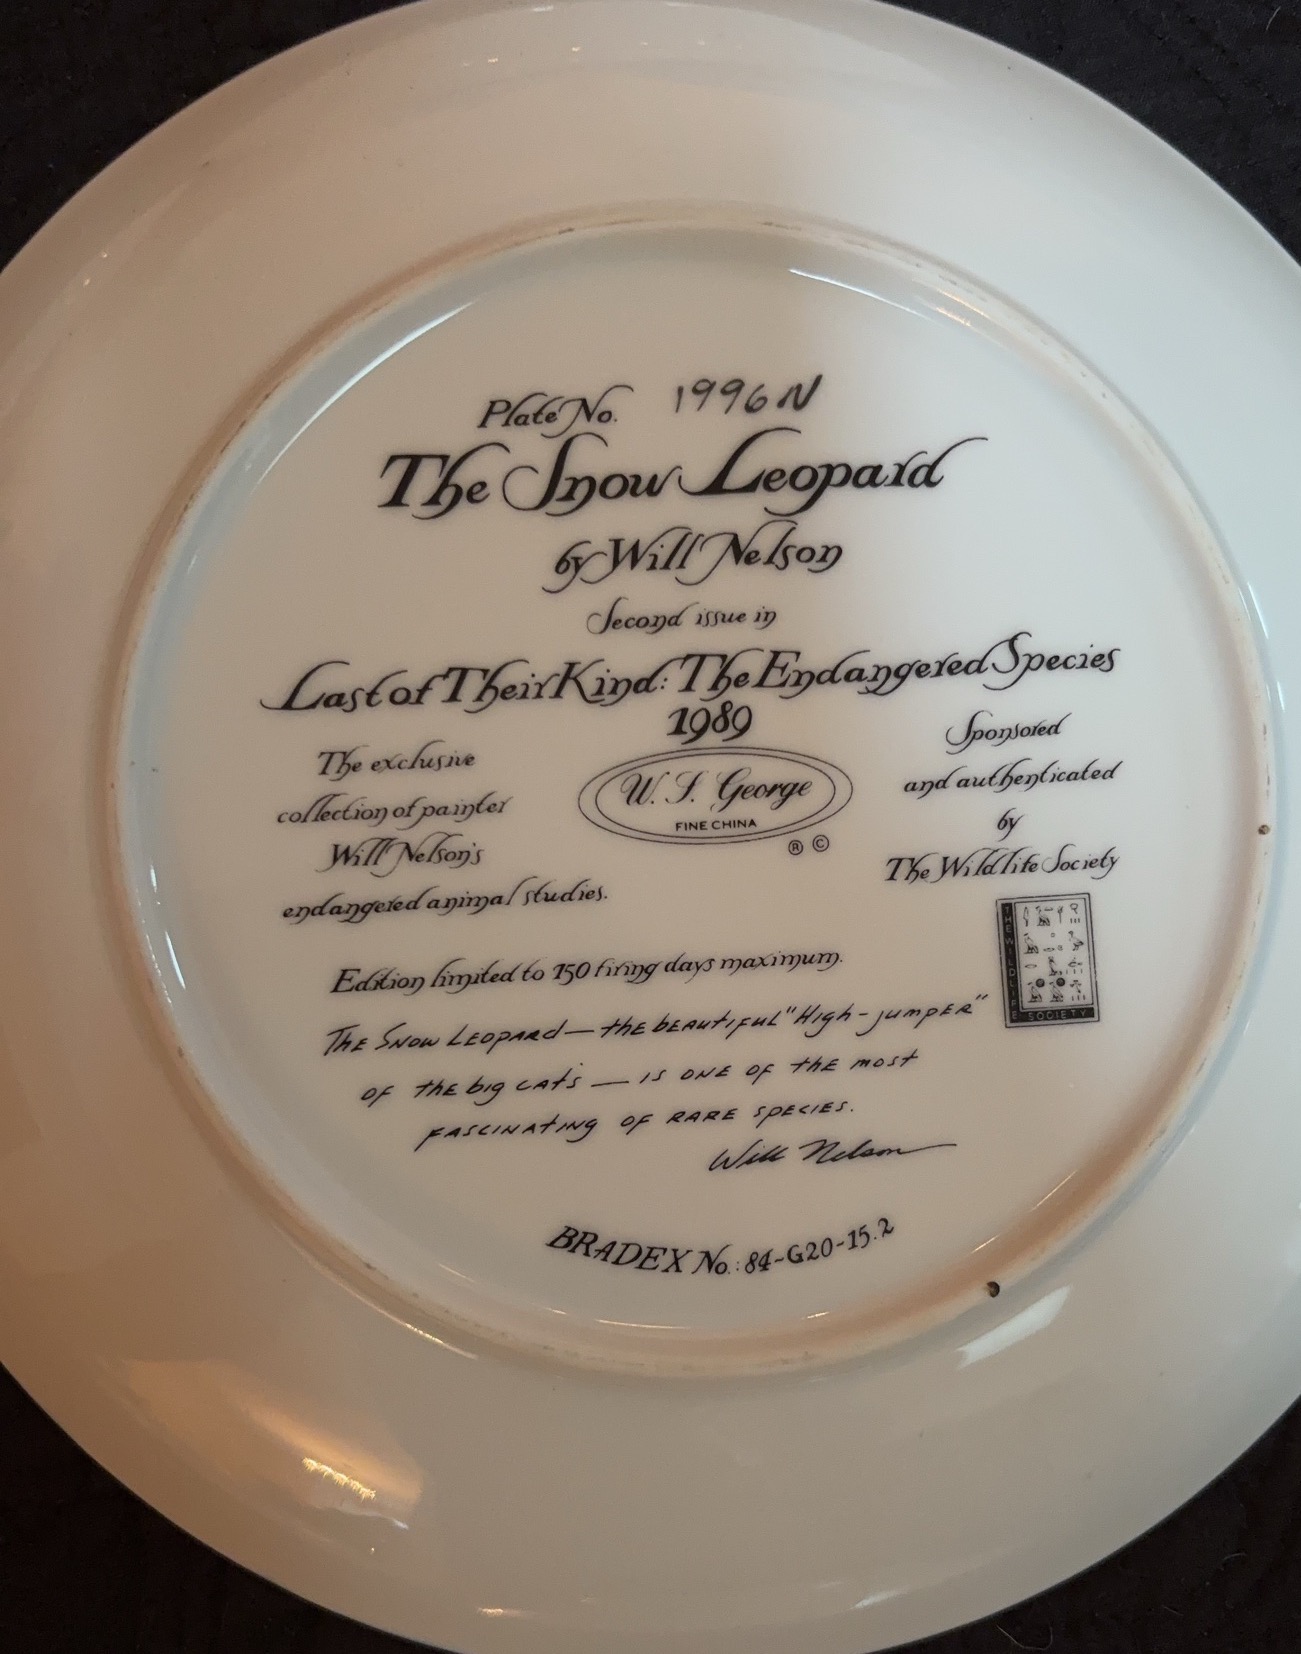 Plate No. 1996N
The Snow Leopard
by Will Nelson
Second issue in
Last of Their Kind: The Endangered Species
1989
The exclusive
collection of painter
Will Nelson's
endangered animal studies.
W. S. George
FINE CHINA
® ©
Sponsored
and authenticated
by
The Wildlife Society
THE WILDLIFE
SOCIETY
Edition limited to 150 firing days maximum.
THE SNOW LEOPARD — THE BEAUTIFUL "HIGH-JUMPER"
OF THE BIG CATS — IS ONE OF THE MOST
FASCINATING OF RARE SPECIES.
Will Nelson
BRADEX No.: 84-G20-15.2